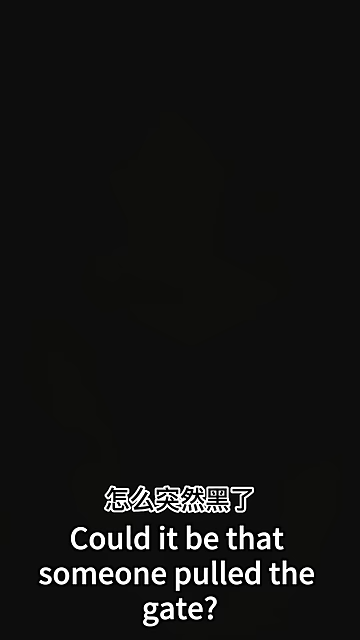 怎么突然黑了
Could it be that
someone pulled the
gate?